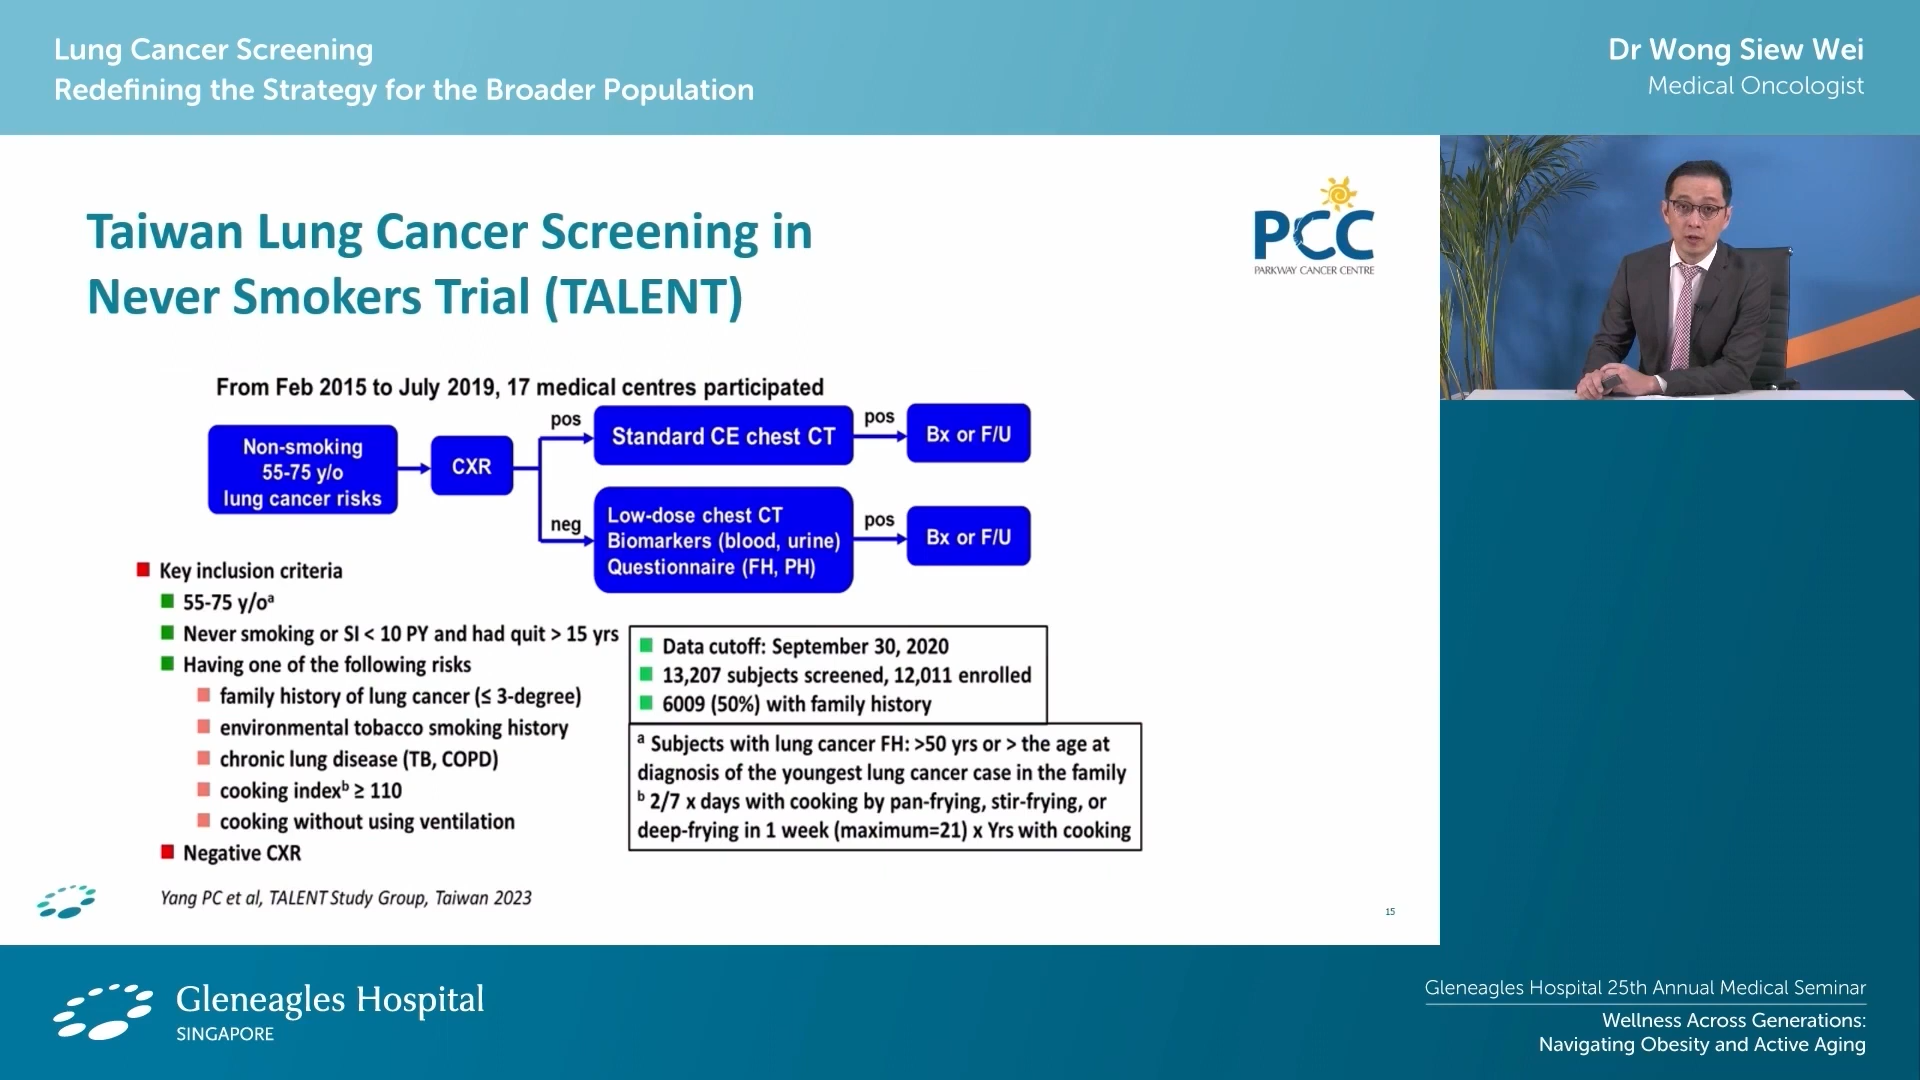 Lung Cancer Screening
Redefining the Strategy for the Broader Population
Dr Wong Siew Wei
Medical Oncologist
Taiwan Lung Cancer Screening in
Never Smokers Trial (TALENT)
PCC
PARKWAY CANCER CENTRE
From Feb 2015 to July 2019, 17 medical centres participated
Non-smoking
55-75 y/o
lung cancer risks
CXR
pos
Standard CE chest CT
pos
Bx or F/U
neg
Low-dose chest CT
Biomarkers (blood, urine)
Questionnaire (FH, PH)
pos
Bx or F/U
Key inclusion criteria
55-75 y/oᵃ
Never smoking or SI < 10 PY and had quit > 15 yrs
Having one of the following risks
family history of lung cancer (≤ 3-degree)
environmental tobacco smoking history
chronic lung disease (TB, COPD)
cooking indexᵇ ≥ 110
cooking without using ventilation
Negative CXR
Data cutoff: September 30, 2020
13,207 subjects screened, 12,011 enrolled
6009 (50%) with family history
ᵃ Subjects with lung cancer FH: >50 yrs or > the age at
diagnosis of the youngest lung cancer case in the family
ᵇ 2/7 x days with cooking by pan-frying, stir-frying, or
deep-frying in 1 week (maximum=21) x Yrs with cooking
Yang PC et al, TALENT Study Group, Taiwan 2023
15
Gleneagles Hospital
SINGAPORE
Gleneagles Hospital 25th Annual Medical Seminar
Wellness Across Generations:
Navigating Obesity and Active Aging